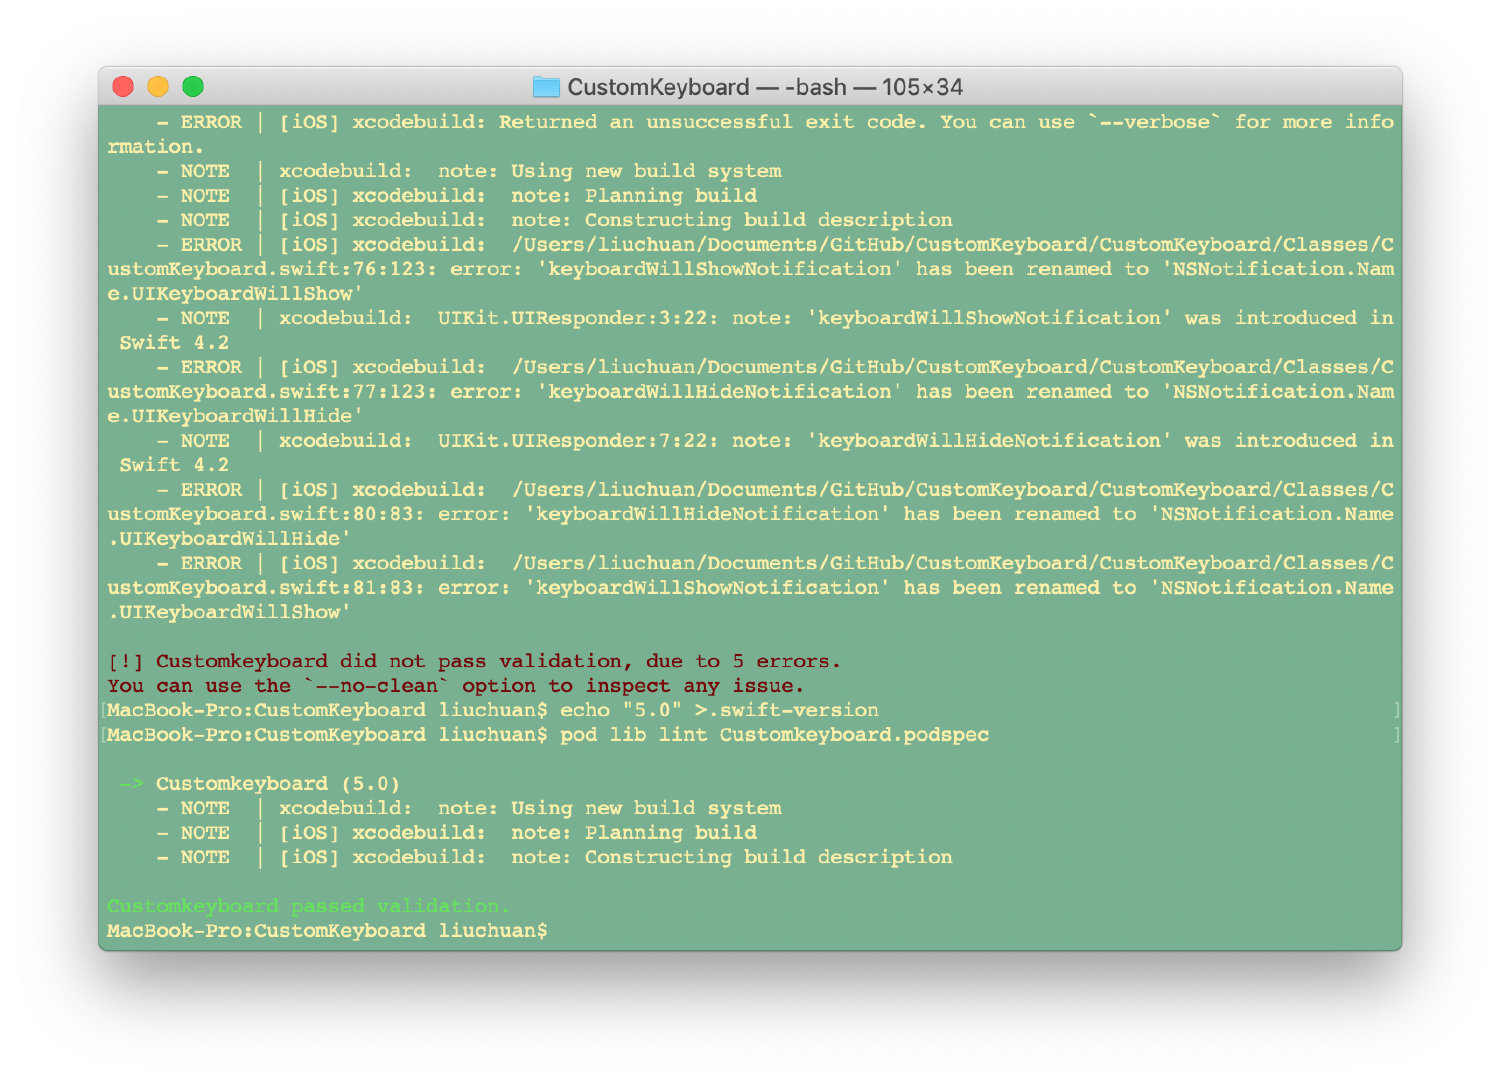 CustomKeyboard — -bash — 105×34
- ERROR | [iOS] xcodebuild: Returned an unsuccessful exit code. You can use `--verbose` for more info
rmation.
- NOTE | xcodebuild: note: Using new build system
- NOTE | [iOS] xcodebuild: note: Planning build
- NOTE | [iOS] xcodebuild: note: Constructing build description
- ERROR | [iOS] xcodebuild: /Users/liuchuan/Documents/GitHub/CustomKeyboard/CustomKeyboard/Classes/C
ustomKeyboard.swift:76:123: error: 'keyboardWillShowNotification' has been renamed to 'NSNotification.Nam
e.UIKeyboardWillShow'
- NOTE | xcodebuild: UIKit.UIResponder:3:22: note: 'keyboardWillShowNotification' was introduced in
Swift 4.2
- ERROR | [iOS] xcodebuild: /Users/liuchuan/Documents/GitHub/CustomKeyboard/CustomKeyboard/Classes/C
ustomKeyboard.swift:77:123: error: 'keyboardWillHideNotification' has been renamed to 'NSNotification.Nam
e.UIKeyboardWillHide'
- NOTE | xcodebuild: UIKit.UIResponder:7:22: note: 'keyboardWillHideNotification' was introduced in
Swift 4.2
- ERROR | [iOS] xcodebuild: /Users/liuchuan/Documents/GitHub/CustomKeyboard/CustomKeyboard/Classes/C
ustomKeyboard.swift:80:83: error: 'keyboardWillHideNotification' has been renamed to 'NSNotification.Name
.UIKeyboardWillHide'
- ERROR | [iOS] xcodebuild: /Users/liuchuan/Documents/GitHub/CustomKeyboard/CustomKeyboard/Classes/C
ustomKeyboard.swift:81:83: error: 'keyboardWillShowNotification' has been renamed to 'NSNotification.Name
.UIKeyboardWillShow'
[!] Customkeyboard did not pass validation, due to 5 errors.
You can use the `--no-clean` option to inspect any issue.
[MacBook-Pro:CustomKeyboard liuchuan$ echo "5.0" >.swift-version ]
[MacBook-Pro:CustomKeyboard liuchuan$ pod lib lint Customkeyboard.podspec ]
-> Customkeyboard (5.0)
- NOTE | xcodebuild: note: Using new build system
- NOTE | [iOS] xcodebuild: note: Planning build
- NOTE | [iOS] xcodebuild: note: Constructing build description
Customkeyboard passed validation.
MacBook-Pro:CustomKeyboard liuchuan$